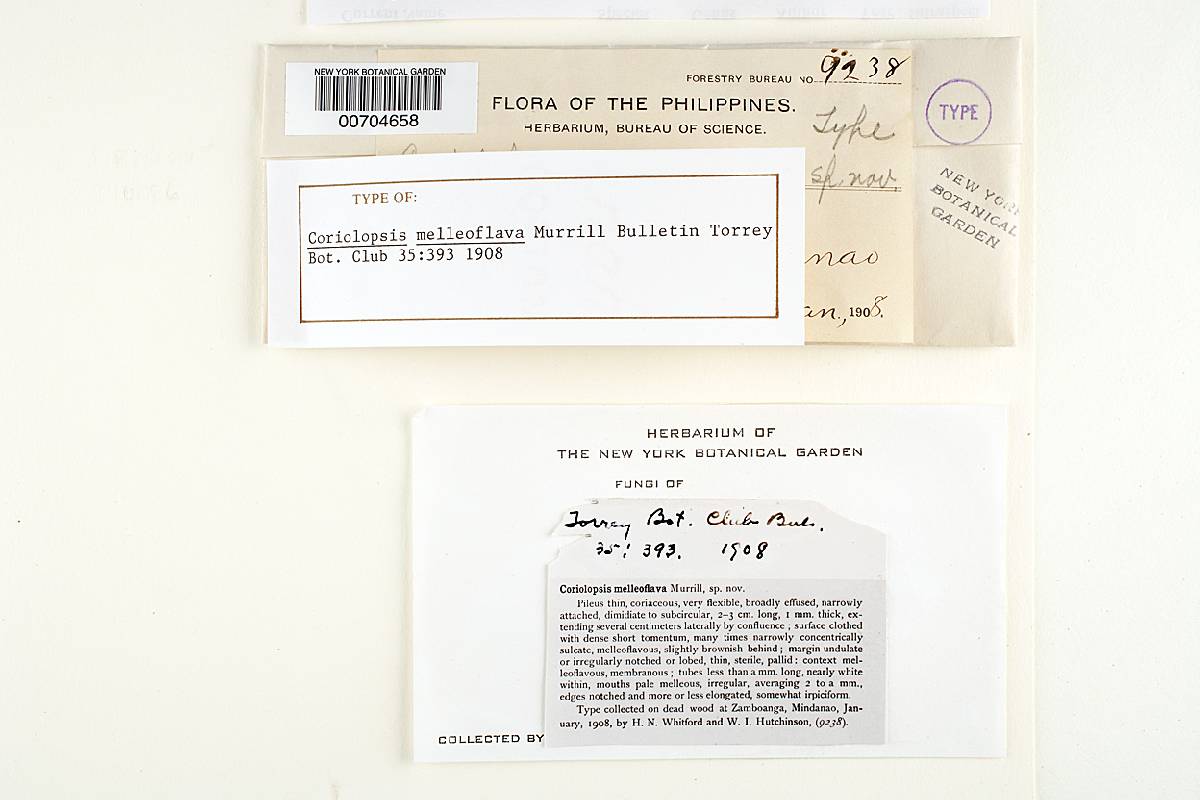 NEW YORK BOTANICAL GARDEN
00704658
FORESTRY BUREAU NO. 9238
FLORA OF THE PHILIPPINES.
HERBARIUM, BUREAU OF SCIENCE.
Type
sp. nov.
nao
an., 1908.
TYPE
NEW YORK
BOTANICAL
GARDEN
TYPE OF:
Coriclopsis melleoflava Murrill Bulletin Torrey
Bot. Club 35:393 1908
HERBARIUM OF
THE NEW YORK BOTANICAL GARDEN
FUNGI OF
Torrey Bot. Club Bul.
35: 393. 1908
Coriolopsis melleoflava Murrill, sp. nov.
Pileus thin, coriaceous, very flexible, broadly effused, narrowly
attached, dimidiate to subcircular, 2–3 cm. long, 1 mm. thick, ex-
tending several centimeters laterally by confluence; surface clothed
with dense short tomentum, many times narrowly concentrically
sulcate, melleoflavous, slightly brownish behind; margin undulate
or irregularly notched or lobed, thin, sterile, pallid: context mel-
leoflavous, membranous; tubes less than a mm. long, nearly white
within, mouths pale melleous, irregular, averaging 2 to a mm.,
edges notched and more or less elongated, somewhat irpiciform.
Type collected on dead wood at Zamboanga, Mindanao, Jan-
uary, 1908, by H. N. Whitford and W. I. Hutchinson, (9238).
COLLECTED BY